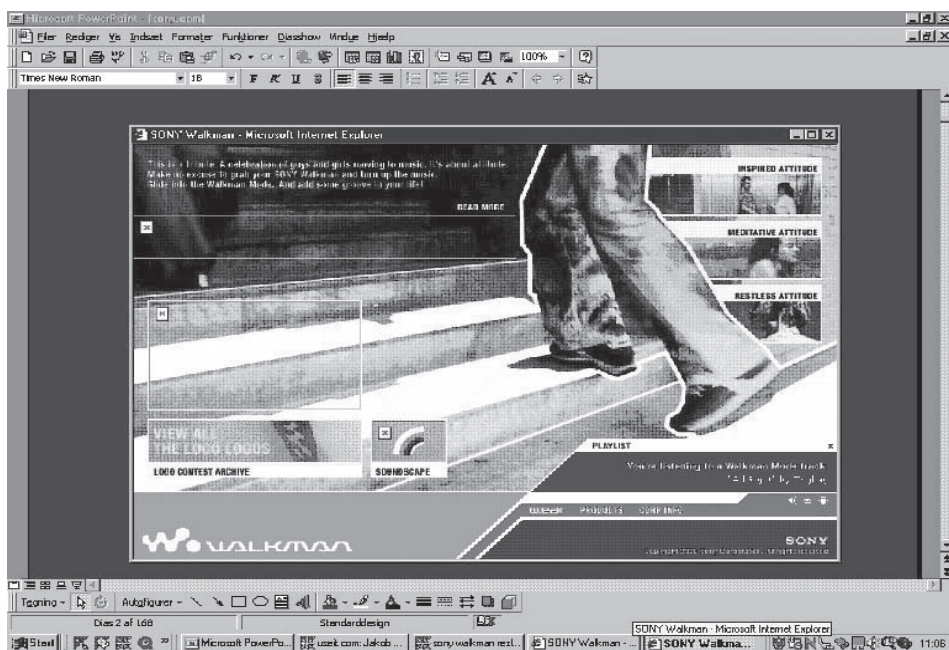 Microsoft PowerPoint - [sony.com]
Filer Rediger Vis Indsæt Formater Funktioner Diasshow Vindue Hjælp
100%
Times New Roman 18 F K U S
SONY Walkman - Microsoft Internet Explorer
This is a tribute. A celebration of guys and girls moving to music. It's about attitude.
Make no excuse to grab your SONY Walkman and turn up the music.
Slide into the Walkman Mode. And add some groove to your life!
READ MORE
INSPIRED ATTITUDE
MEDITATIVE ATTITUDE
RESTLESS ATTITUDE
VIEW ALL
THE LOGO LOGOS
LOGO CONTEST ARCHIVE
SOUNDSCAPE
PLAYLIST x
You're listening to a Walkman Mode track
PRODUCTS
WALKMAN
SONY
Tegning Autofigurer
Dias 2 af 168 Standarddesign
SONY Walkman - Microsoft Internet Explorer
Start Microsoft PowerPo... useit.com: Jakob ... SONY Walkman - ... SONY Walkma... 11:06